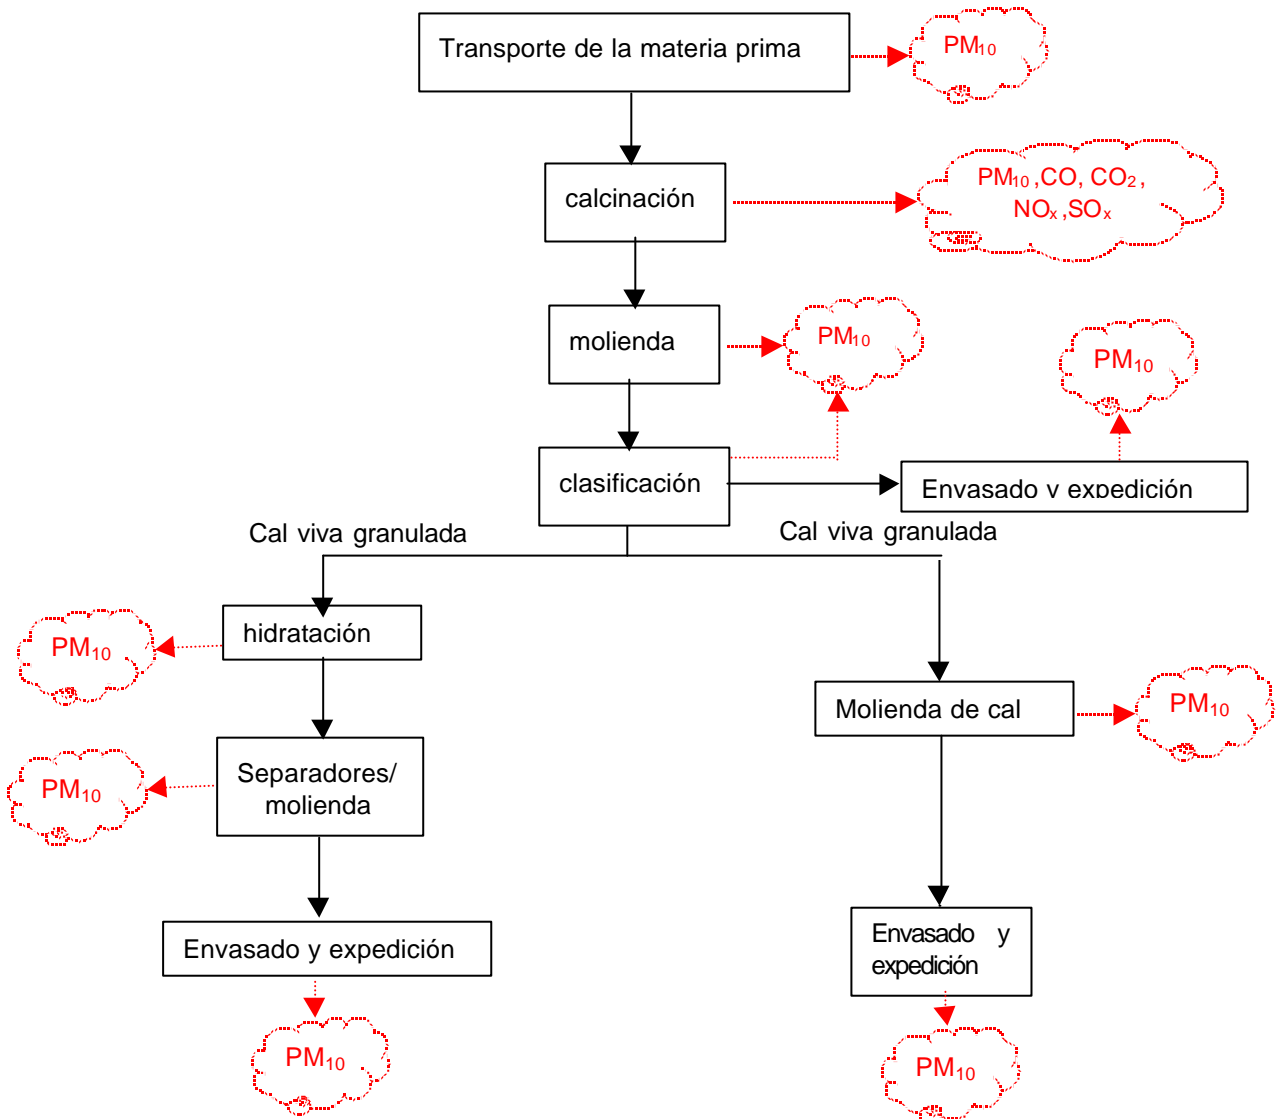 Transporte de la materia prima
PM₁₀
calcinación
PM₁₀ ,CO, CO₂ ,
NOₓ ,SOₓ
molienda
PM₁₀
PM₁₀
clasificación
Envasado y expedición
Cal viva granulada
Cal viva granulada
hidratación
PM₁₀
Molienda de cal
PM₁₀
Separadores/
molienda
PM₁₀
Envasado y expedición
Envasado y
expedición
PM₁₀
PM₁₀